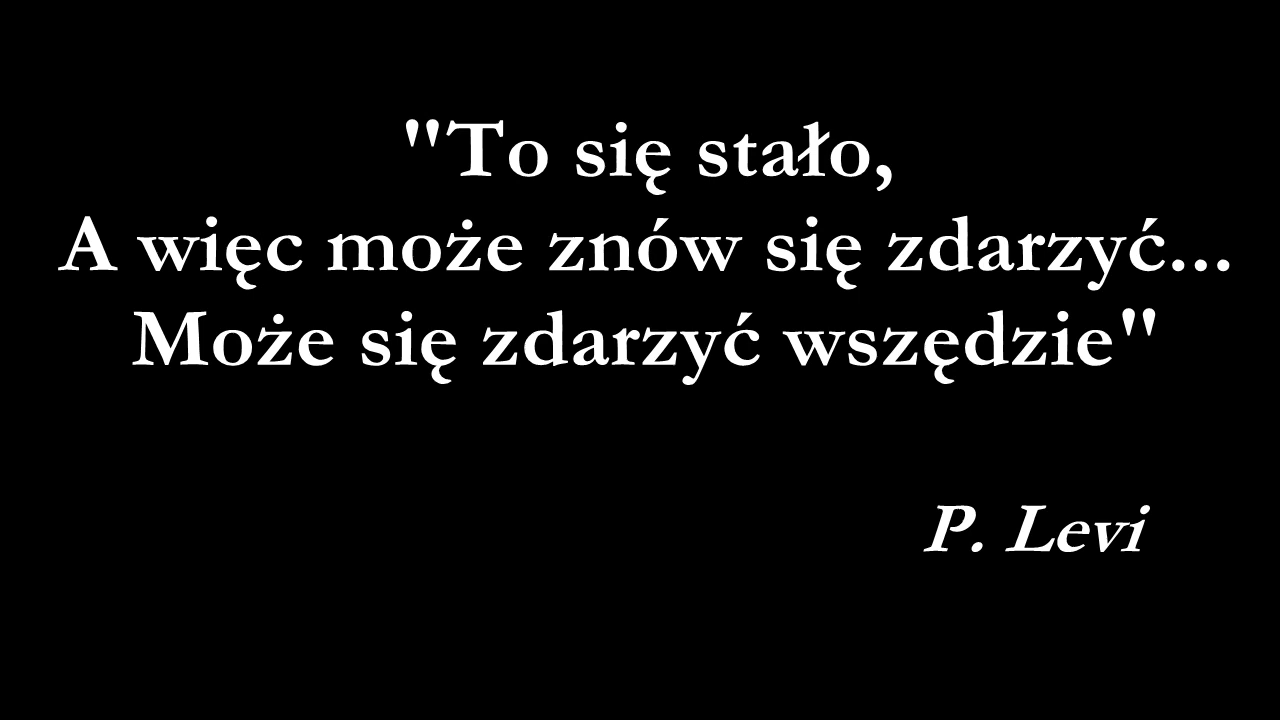 "To się stało,
A więc może znów się zdarzyć...
Może się zdarzyć wszędzie"
P. Levi